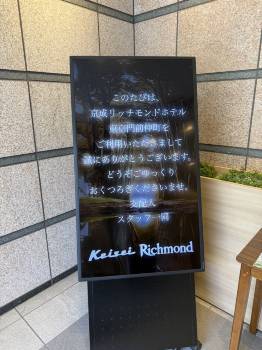 このたびは、
京成リッチモンドホテル
東京門前仲町を
ご利用いただきまして
誠にありがとうございます。
どうぞごゆっくり
おくつろぎくださいませ。
支配人
スタッフ一同
Keisei Richmond